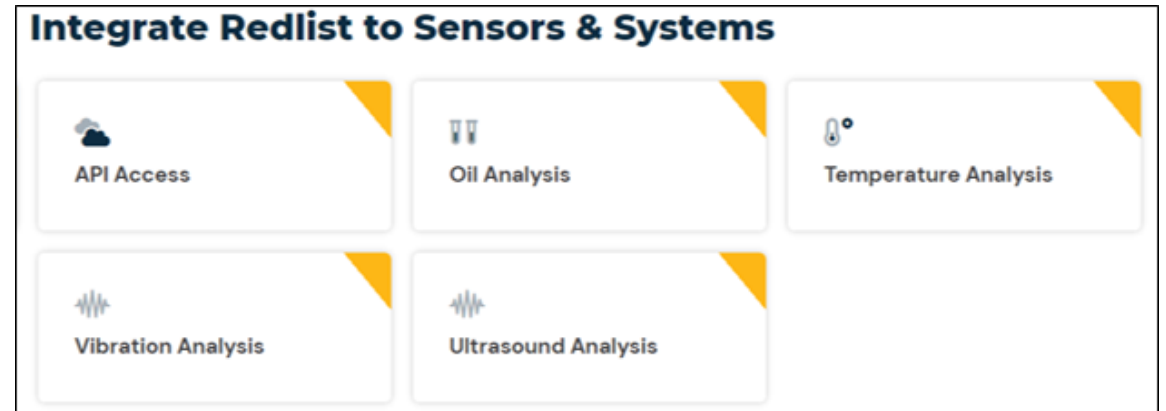 Integrate Redlist to Sensors & Systems
API Access
Oil Analysis
Temperature Analysis
Vibration Analysis
Ultrasound Analysis